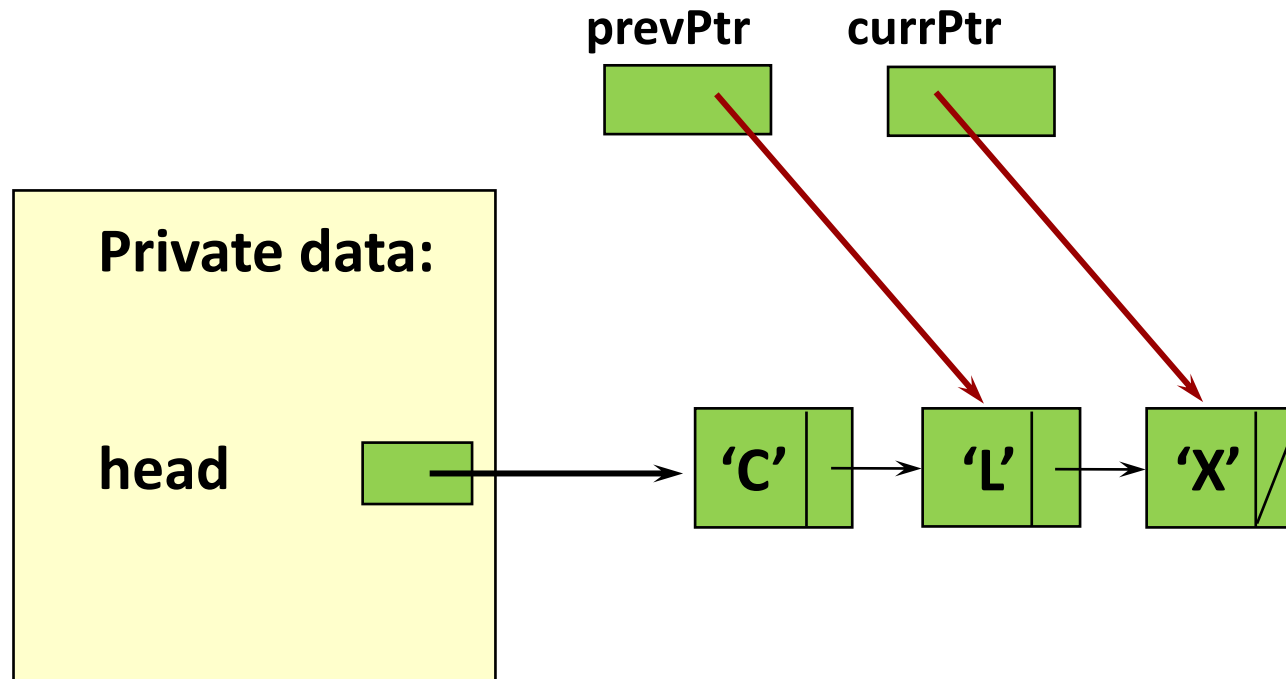 prevPtr currPtr
Private data:
head
‘C’ ‘L’ ‘X’